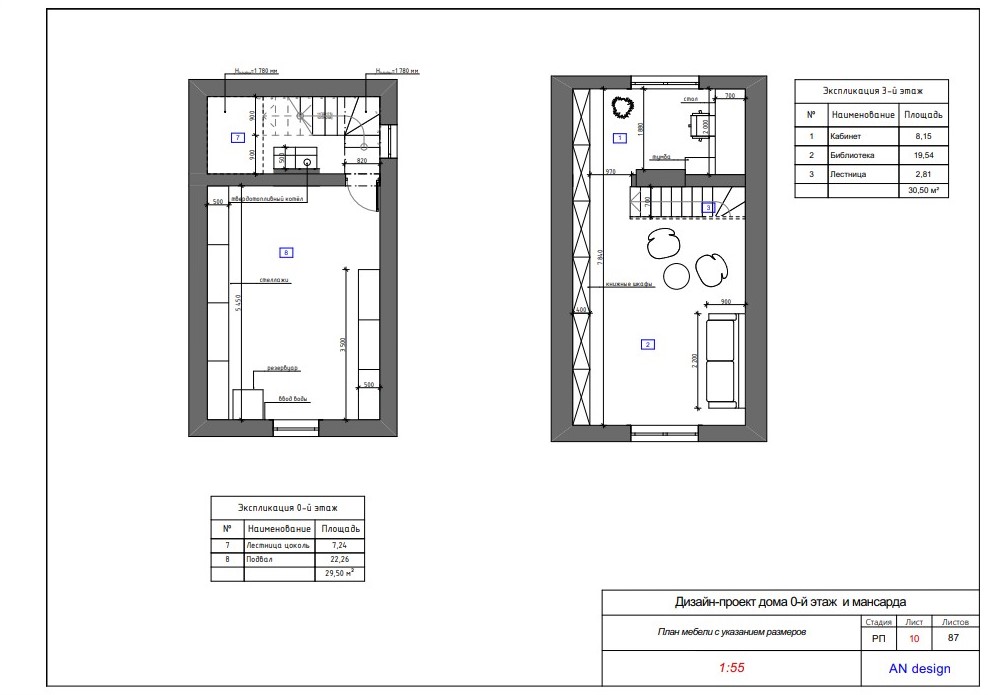 =1 780 мм
=1 780 мм
900
7
900
500
820
500
твердотопливный котёл
8
стеллажи
5 450
3 500
резервуар
500
ввод воды
стол
700
1
1 880
2 000
тумба
970
700
3
7 840
книжные шкафы
900
400
2
2 200
Экспликация 3-й этаж
№ Наименование Площадь
1 Кабинет 8,15
2 Библиотека 19,54
3 Лестница 2,81
30,50 м²
Экспликация 0-й этаж
№ Наименование Площадь
7 Лестница цоколь 7,24
8 Подвал 22,26
29,50 м²
Дизайн-проект дома 0-й этаж и мансарда
План мебели с указанием размеров
Стадия Лист Листов
РП 10 87
1:55
AN design